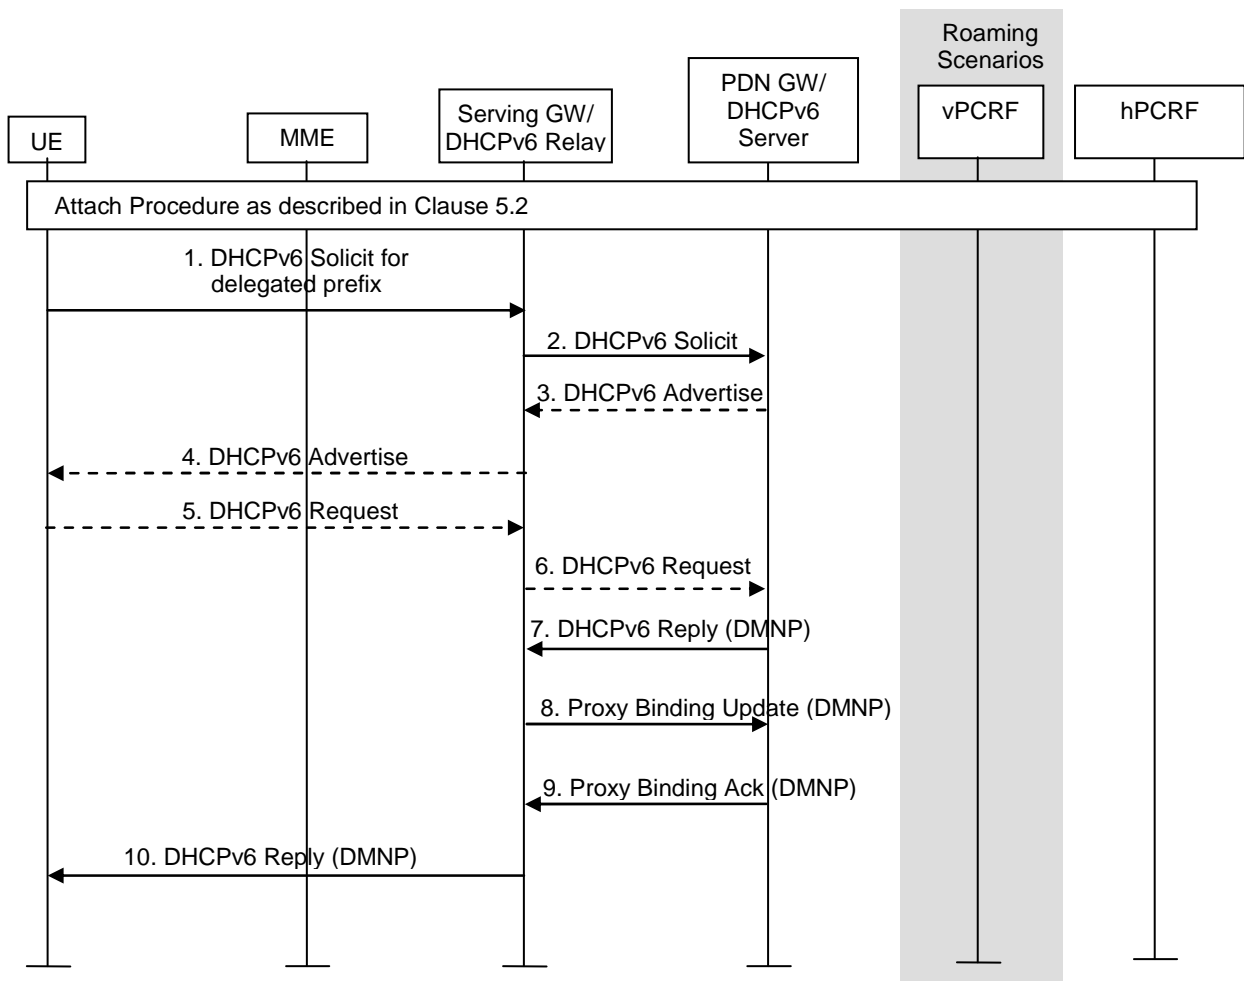 Roaming
Scenarios
UE
MME
Serving GW/
DHCPv6 Relay
PDN GW/
DHCPv6
Server
vPCRF
hPCRF
Attach Procedure as described in Clause 5.2
1. DHCPv6 Solicit for
delegated prefix
2. DHCPv6 Solicit
3. DHCPv6 Advertise
4. DHCPv6 Advertise
5. DHCPv6 Request
6. DHCPv6 Request
7. DHCPv6 Reply (DMNP)
8. Proxy Binding Update (DMNP)
9. Proxy Binding Ack (DMNP)
10. DHCPv6 Reply (DMNP)